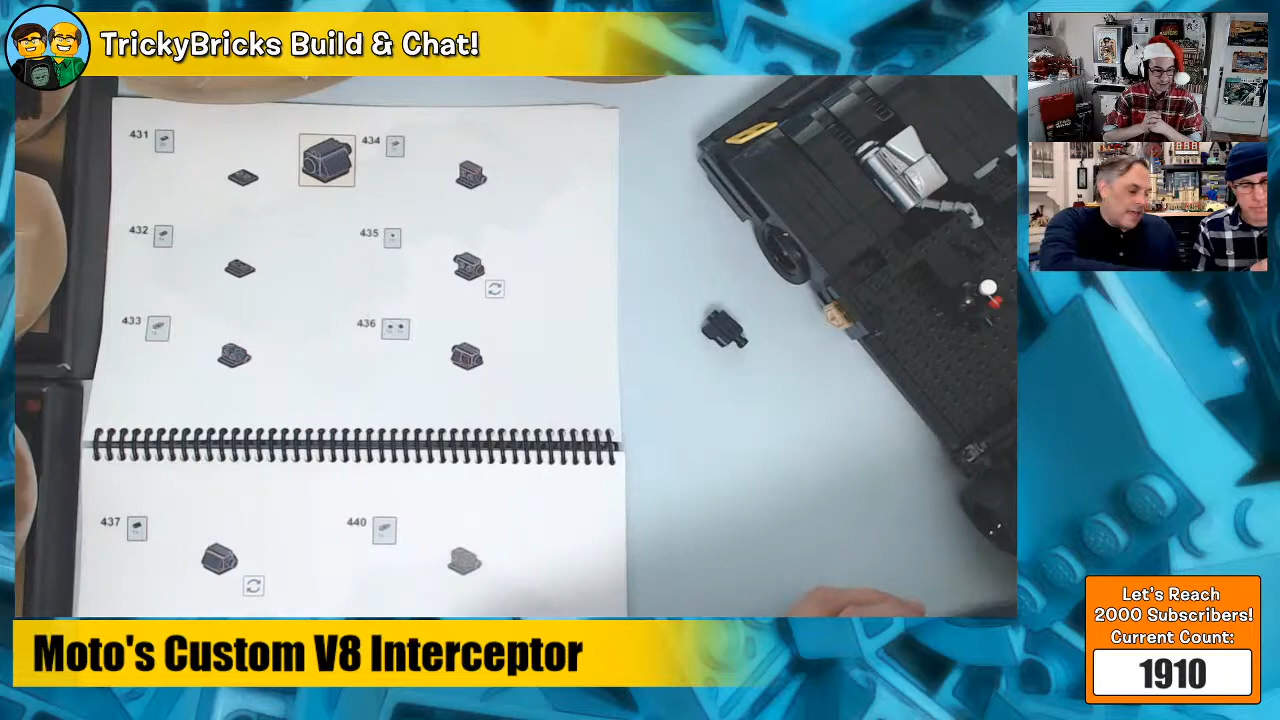 TrickyBricks Build & Chat!
431
434
432
435
433
436
437
440
Moto's Custom V8 Interceptor
Let's Reach
2000 Subscribers!
Current Count:
1910